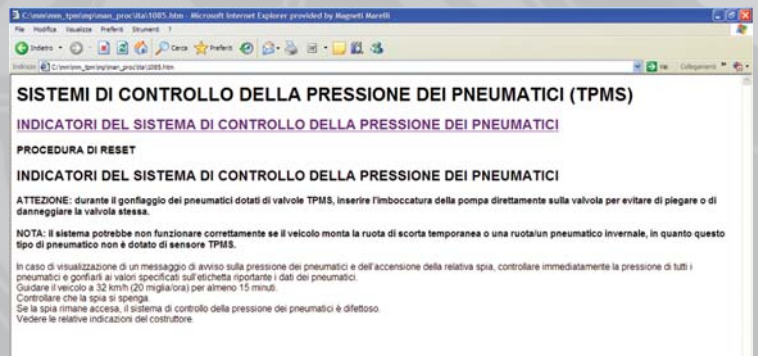 C:\mm\mm_tpm\mp\man_proc\ita\1085.htm - Microsoft Internet Explorer provided by Magneti Marelli
File Modifica Visualizza Preferiti Strumenti ?
Indietro Cerca Preferiti
Indirizzo C:\mm\mm_tpm\mp\man_proc\ita\1085.htm Vai Collegamenti
SISTEMI DI CONTROLLO DELLA PRESSIONE DEI PNEUMATICI (TPMS)
INDICATORI DEL SISTEMA DI CONTROLLO DELLA PRESSIONE DEI PNEUMATICI
PROCEDURA DI RESET
INDICATORI DEL SISTEMA DI CONTROLLO DELLA PRESSIONE DEI PNEUMATICI
ATTEZIONE: durante il gonfiaggio dei pneumatici dotati di valvole TPMS, inserire l'imboccatura della pompa direttamente sulla valvola per evitare di piegare o di
danneggiare la valvola stessa.
NOTA: il sistema potrebbe non funzionare correttamente se il veicolo monta la ruota di scorta temporanea o una ruota/un pneumatico invernale, in quanto questo
tipo di pneumatico non è dotato di sensore TPMS.
In caso di visualizzazione di un messaggio di avviso sulla pressione dei pneumatici e dell'accensione della relativa spia, controllare immediatamente la pressione di tutti i
pneumatici e gonfiarli ai valori specificati sull'etichetta riportante i dati dei pneumatici.
Guidare il veicolo a 32 km/h (20 miglia/ora) per almeno 15 minuti.
Controllare che la spia si spenga.
Se la spia rimane accesa, il sistema di controllo della pressione dei pneumatici è difettoso.
Vedere le relative indicazioni del costruttore.